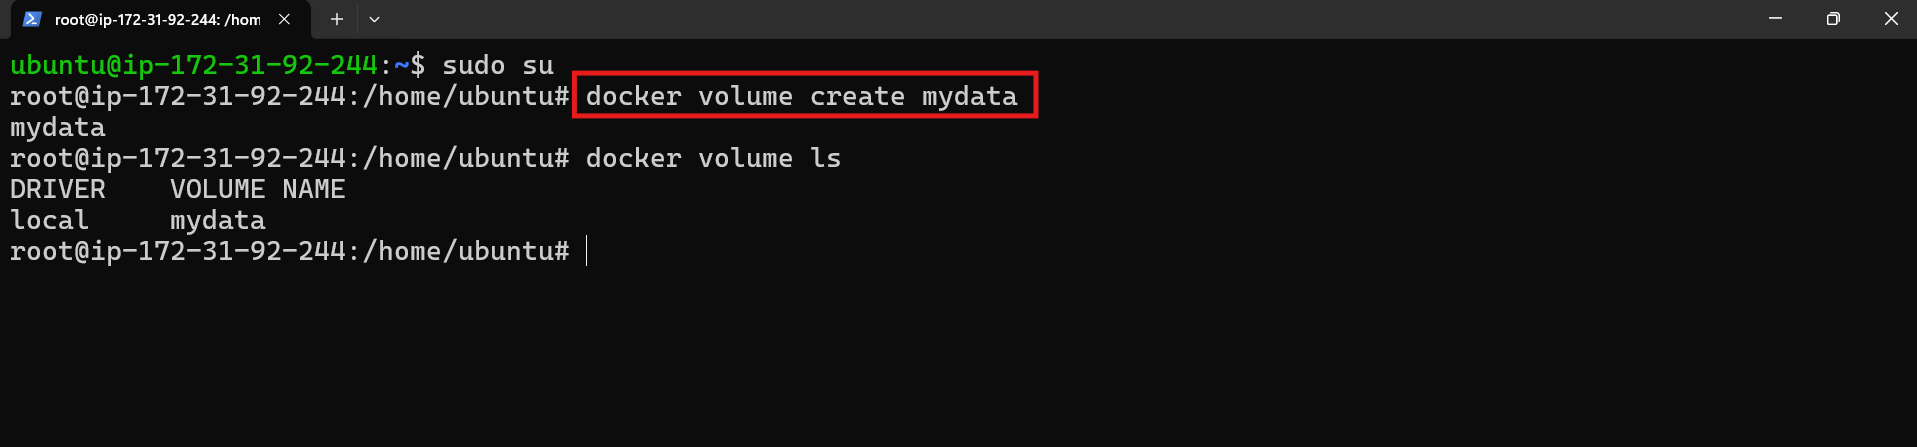 root@ip-172-31-92-244: /hom
ubuntu@ip-172-31-92-244:~$ sudo su
root@ip-172-31-92-244:/home/ubuntu# docker volume create mydata
mydata
root@ip-172-31-92-244:/home/ubuntu# docker volume ls
DRIVER    VOLUME NAME
local     mydata
root@ip-172-31-92-244:/home/ubuntu#